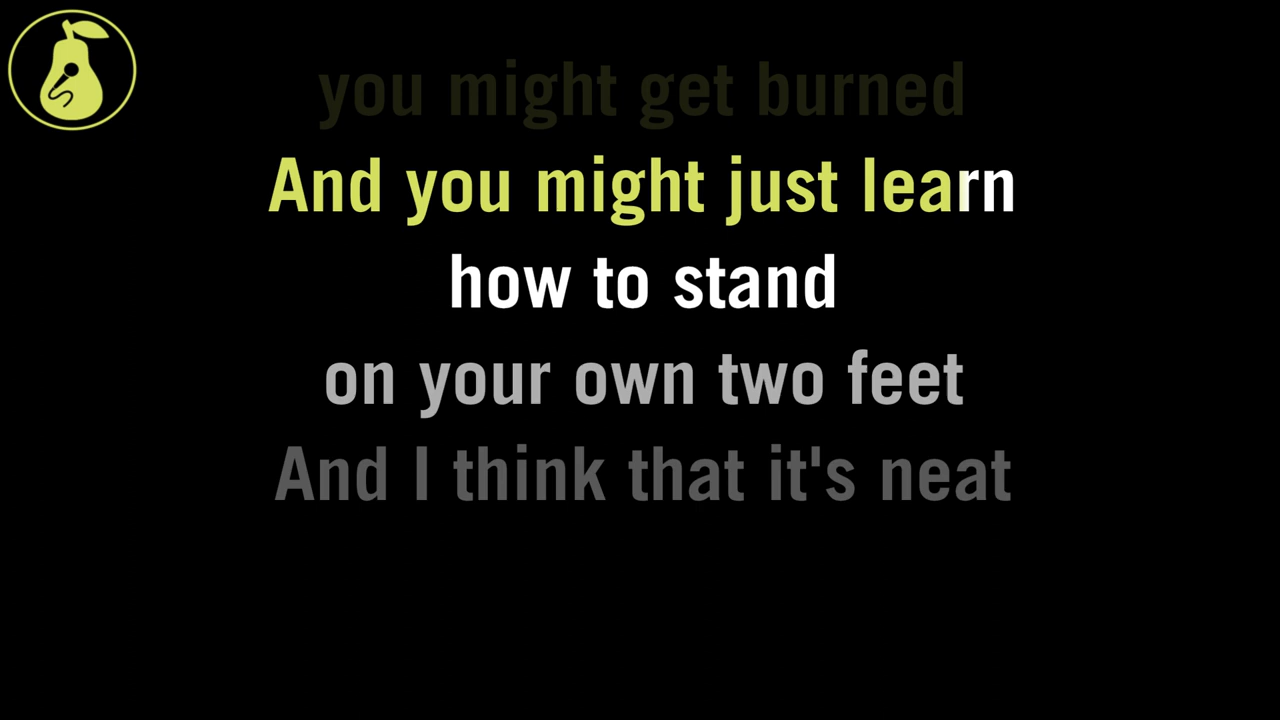 you might get burned
And you might just learn
how to stand
on your own two feet
And I think that it's neat